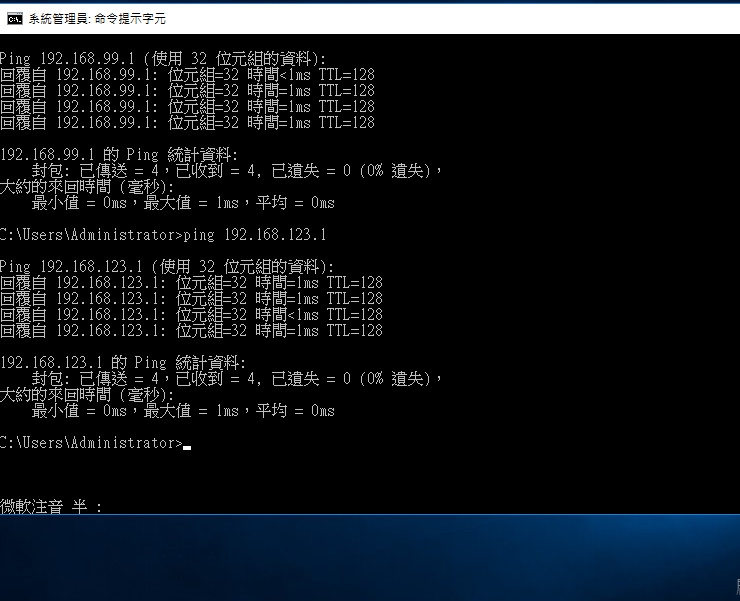 系統管理員: 命令提示字元
Ping 192.168.99.1 (使用 32 位元組的資料):
回覆自 192.168.99.1: 位元組=32 時間<1ms TTL=128
回覆自 192.168.99.1: 位元組=32 時間=1ms TTL=128
回覆自 192.168.99.1: 位元組=32 時間=1ms TTL=128
回覆自 192.168.99.1: 位元組=32 時間=1ms TTL=128
192.168.99.1 的 Ping 統計資料:
封包: 已傳送 = 4，已收到 = 4, 已遺失 = 0 (0% 遺失)，
大約的來回時間 (毫秒):
最小值 = 0ms，最大值 = 1ms，平均 = 0ms
C:\Users\Administrator>ping 192.168.123.1
Ping 192.168.123.1 (使用 32 位元組的資料):
回覆自 192.168.123.1: 位元組=32 時間=1ms TTL=128
回覆自 192.168.123.1: 位元組=32 時間=1ms TTL=128
回覆自 192.168.123.1: 位元組=32 時間<1ms TTL=128
回覆自 192.168.123.1: 位元組=32 時間=1ms TTL=128
192.168.123.1 的 Ping 統計資料:
封包: 已傳送 = 4，已收到 = 4, 已遺失 = 0 (0% 遺失)，
大約的來回時間 (毫秒):
最小值 = 0ms，最大值 = 1ms，平均 = 0ms
C:\Users\Administrator>
微軟注音 半 :